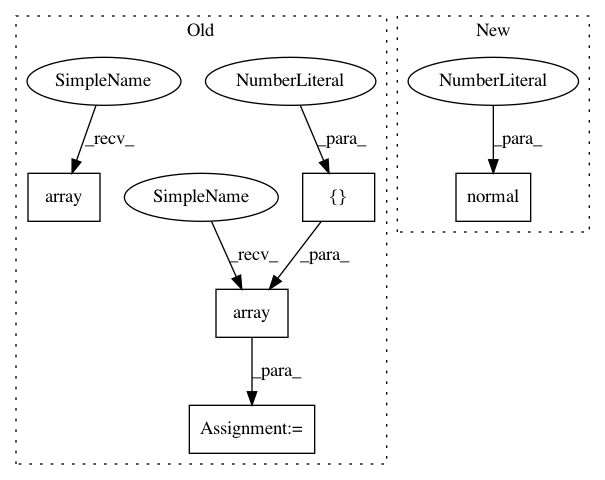 Old
New
SimpleName
NumberLiteral
NumberLiteral
_recv_
_para_
_para_
array
SimpleName
{}
normal
_recv_
_para_
array
_para_
Assignment:=